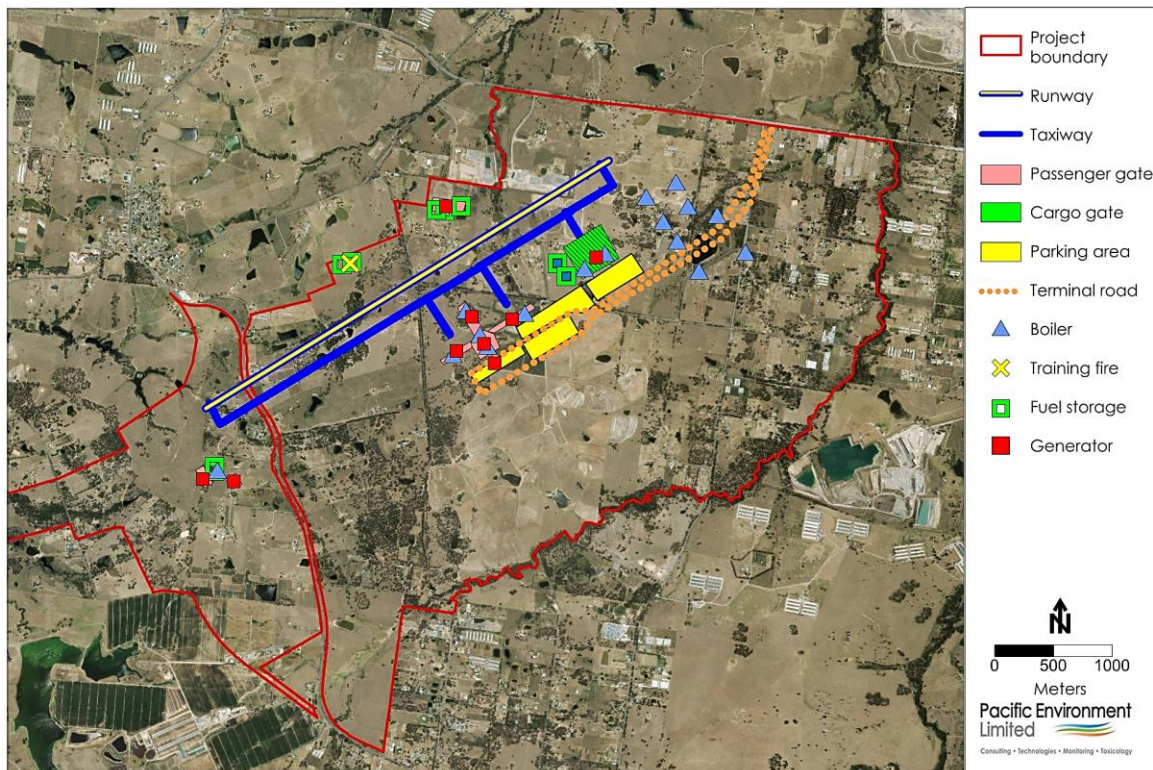 Project
boundary
Runway
Taxiway
Passenger gate
Cargo gate
Parking area
Terminal road
Boiler
Training fire
Fuel storage
Generator
N
0 500 1000
Meters
Pacific Environment
Limited
Consulting • Technologies • Monitoring • Toxicology